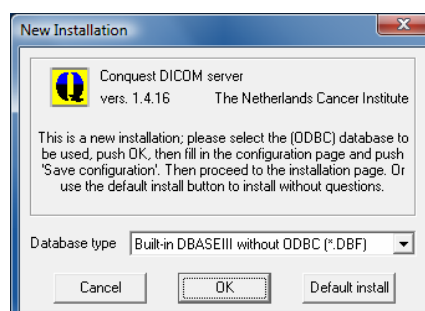 New Installation
Conquest DICOM server
vers. 1.4.16 The Netherlands Cancer Institute
This is a new installation; please select the (ODBC) database to
be used, push OK, then fill in the configuration page and push
'Save configuration'. Then proceed to the installation page. Or
use the default install button to install without questions.
Database type Built-in DBASEIII without ODBC (*.DBF)
Cancel OK Default install